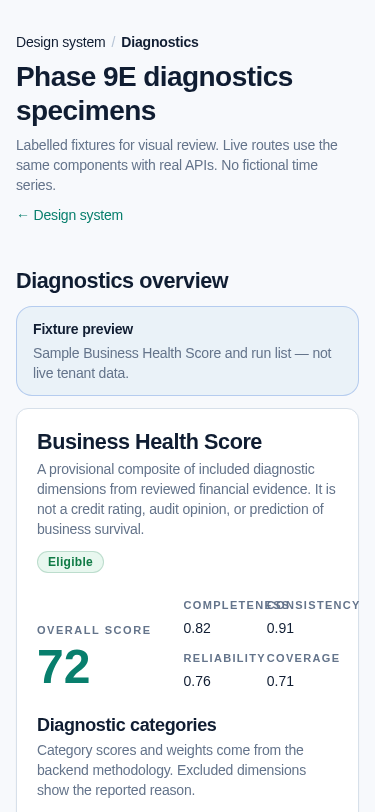 Design system / Diagnostics
Phase 9E diagnostics
specimens
Labelled fixtures for visual review. Live routes use the
same components with real APIs. No fictional time
series.
← Design system
Diagnostics overview
Fixture preview
Sample Business Health Score and run list — not
live tenant data.
Business Health Score
A provisional composite of included diagnostic
dimensions from reviewed financial evidence. It is
not a credit rating, audit opinion, or prediction of
business survival.
Eligible
OVERALL SCORE
72
COMPLETENESS CONSISTENCY
0.82 0.91
RELIABILITY COVERAGE
0.76 0.71
Diagnostic categories
Category scores and weights come from the
backend methodology. Excluded dimensions
show the reported reason.